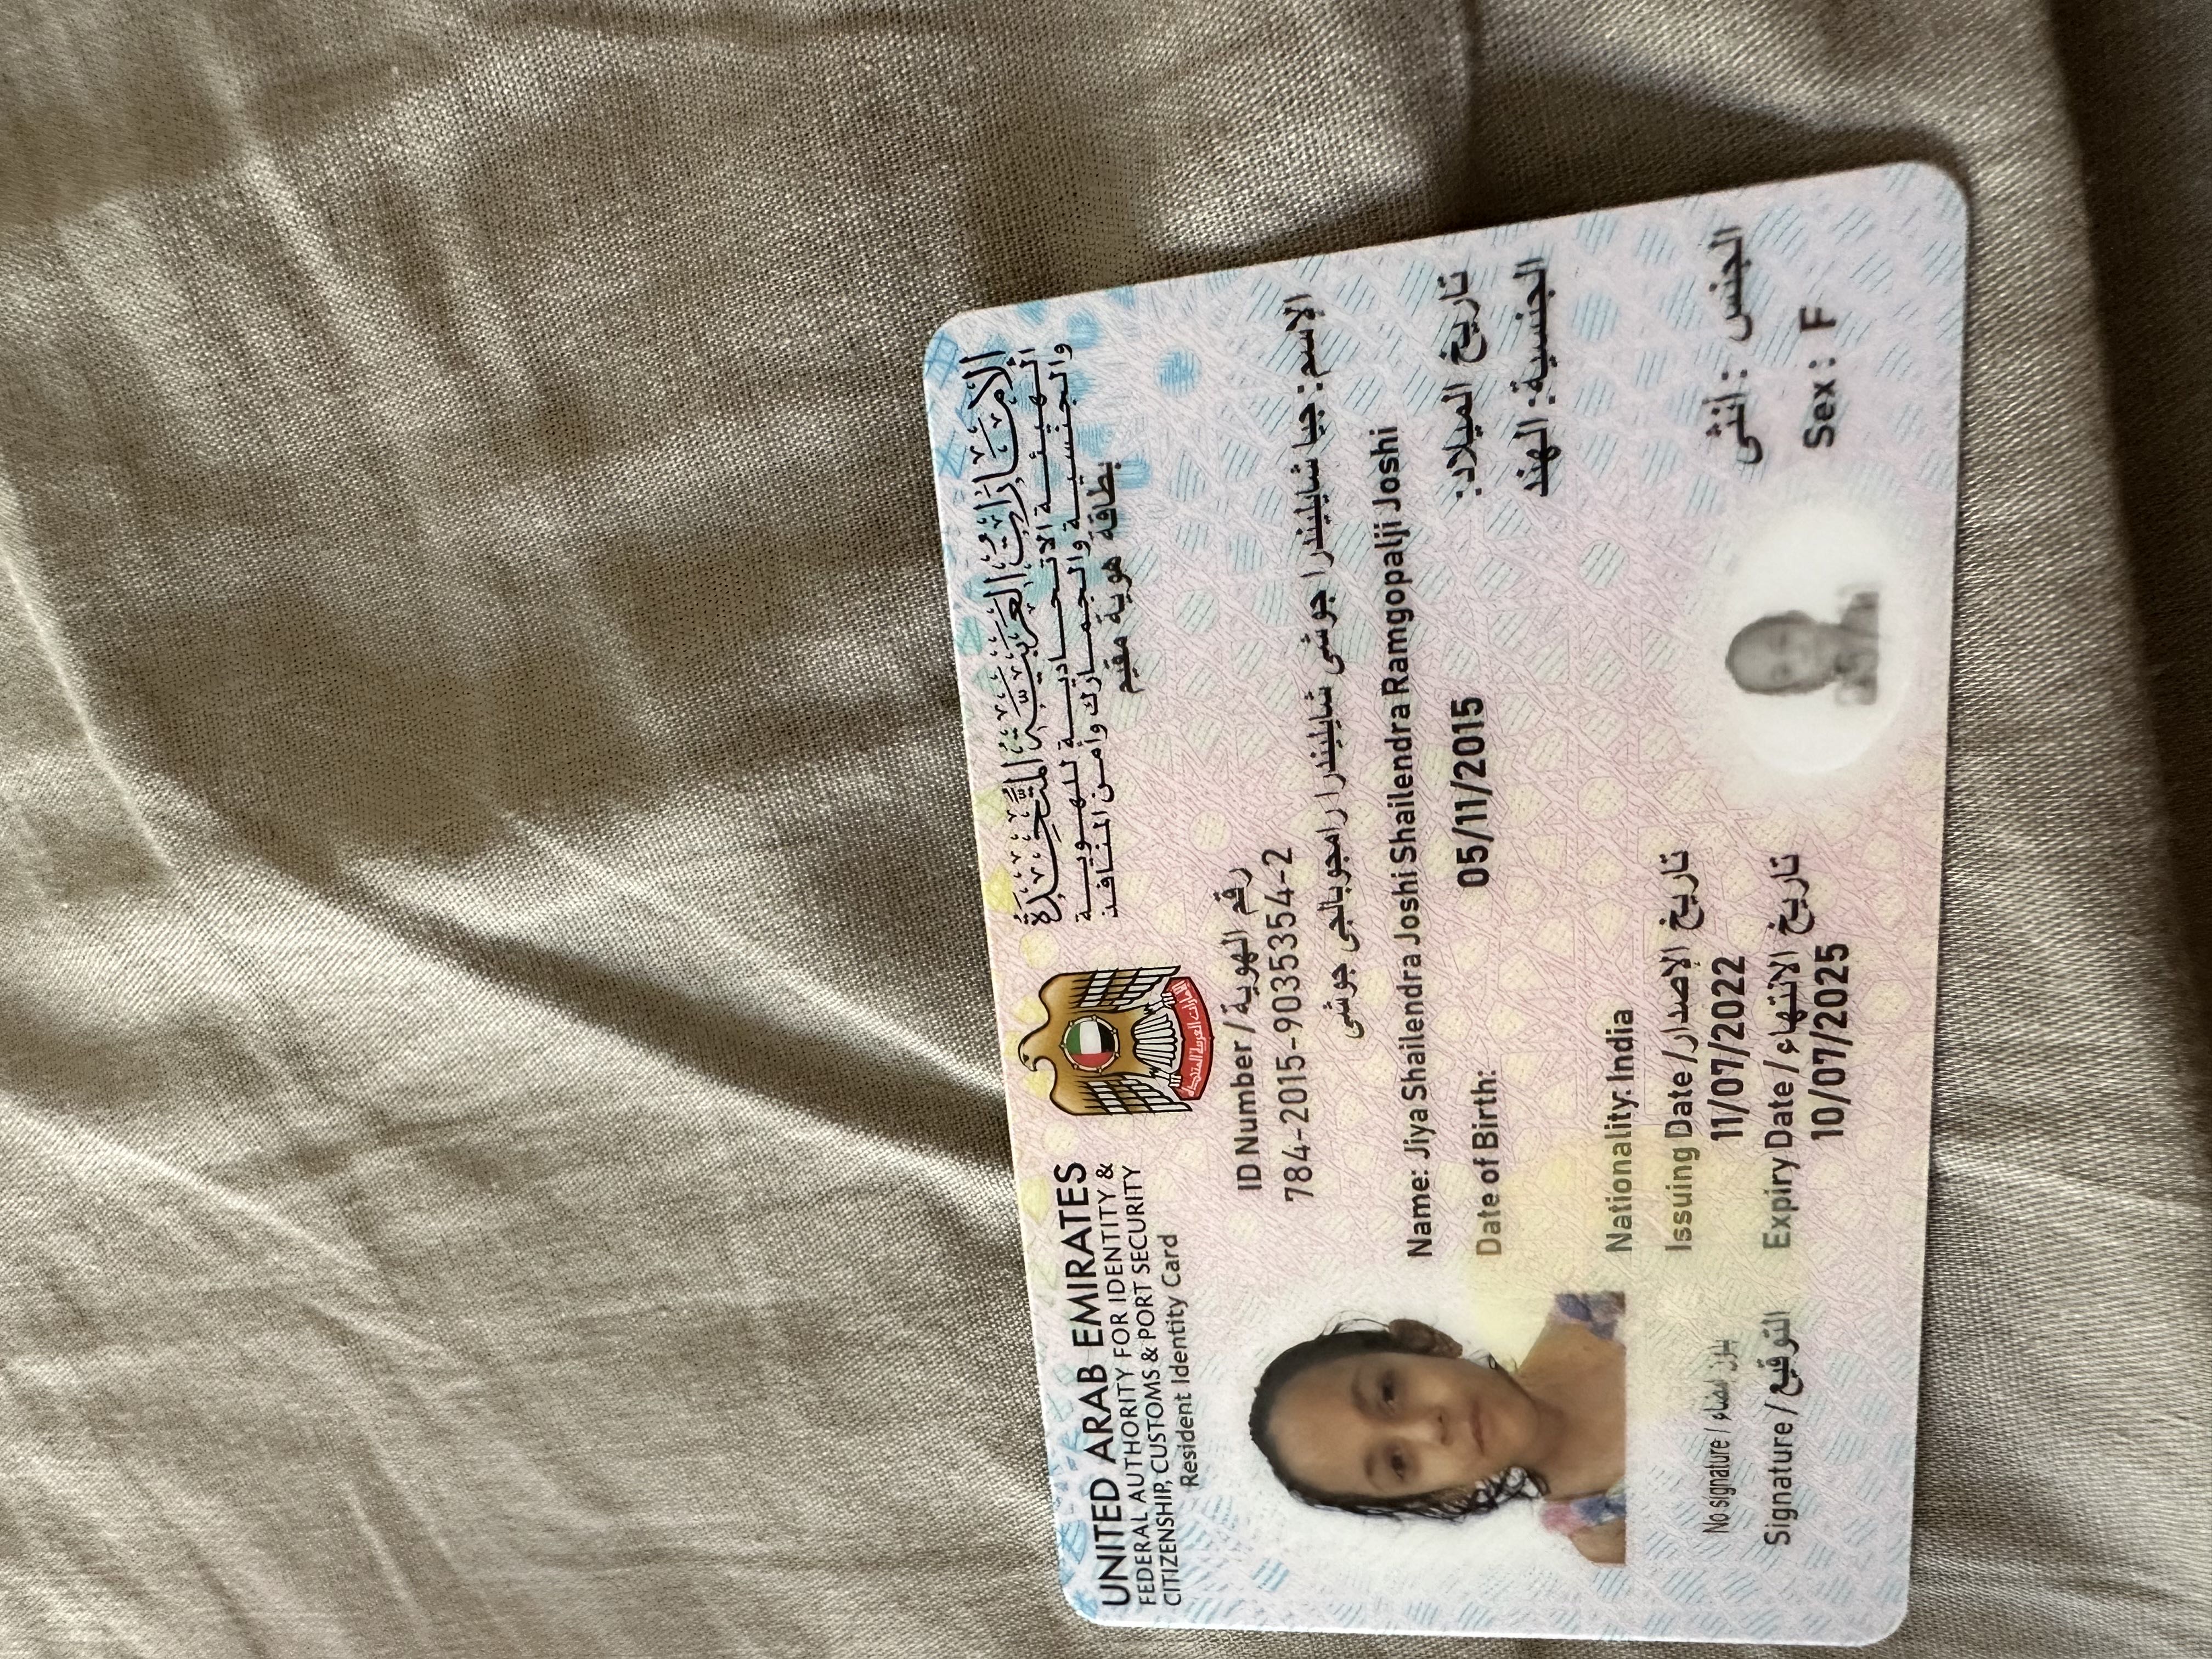 UNITED ARAB EMIRATES
FEDERAL AUTHORITY FOR IDENTITY &
CITIZENSHIP, CUSTOMS & PORT SECURITY
Resident Identity Card
الإمارات العربية المتحدة
الهيئة الاتحادية للهوية
والجنسية والجمارك وأمن المنافذ
بطاقة هوية مقيم
الإمارات العربية المتحدة
ID Number / رقم الهوية
784-2015-9035354-2
الإسم: جيا شايليندرا جوشى شايليندرا رامجوبالجى جوشى
Name: Jiya Shailendra Joshi Shailendra Ramgopalji Joshi
Date of Birth: 05/11/2015 تاريخ الميلاد:
الجنسية: الهند
Nationality: India
Issuing Date / تاريخ الإصدار
11/07/2022
Expiry Date / تاريخ الانتهاء
10/07/2025
No signature / بدون إمضاء
Signature / التوقيع
الجنس : أنثى
Sex : F